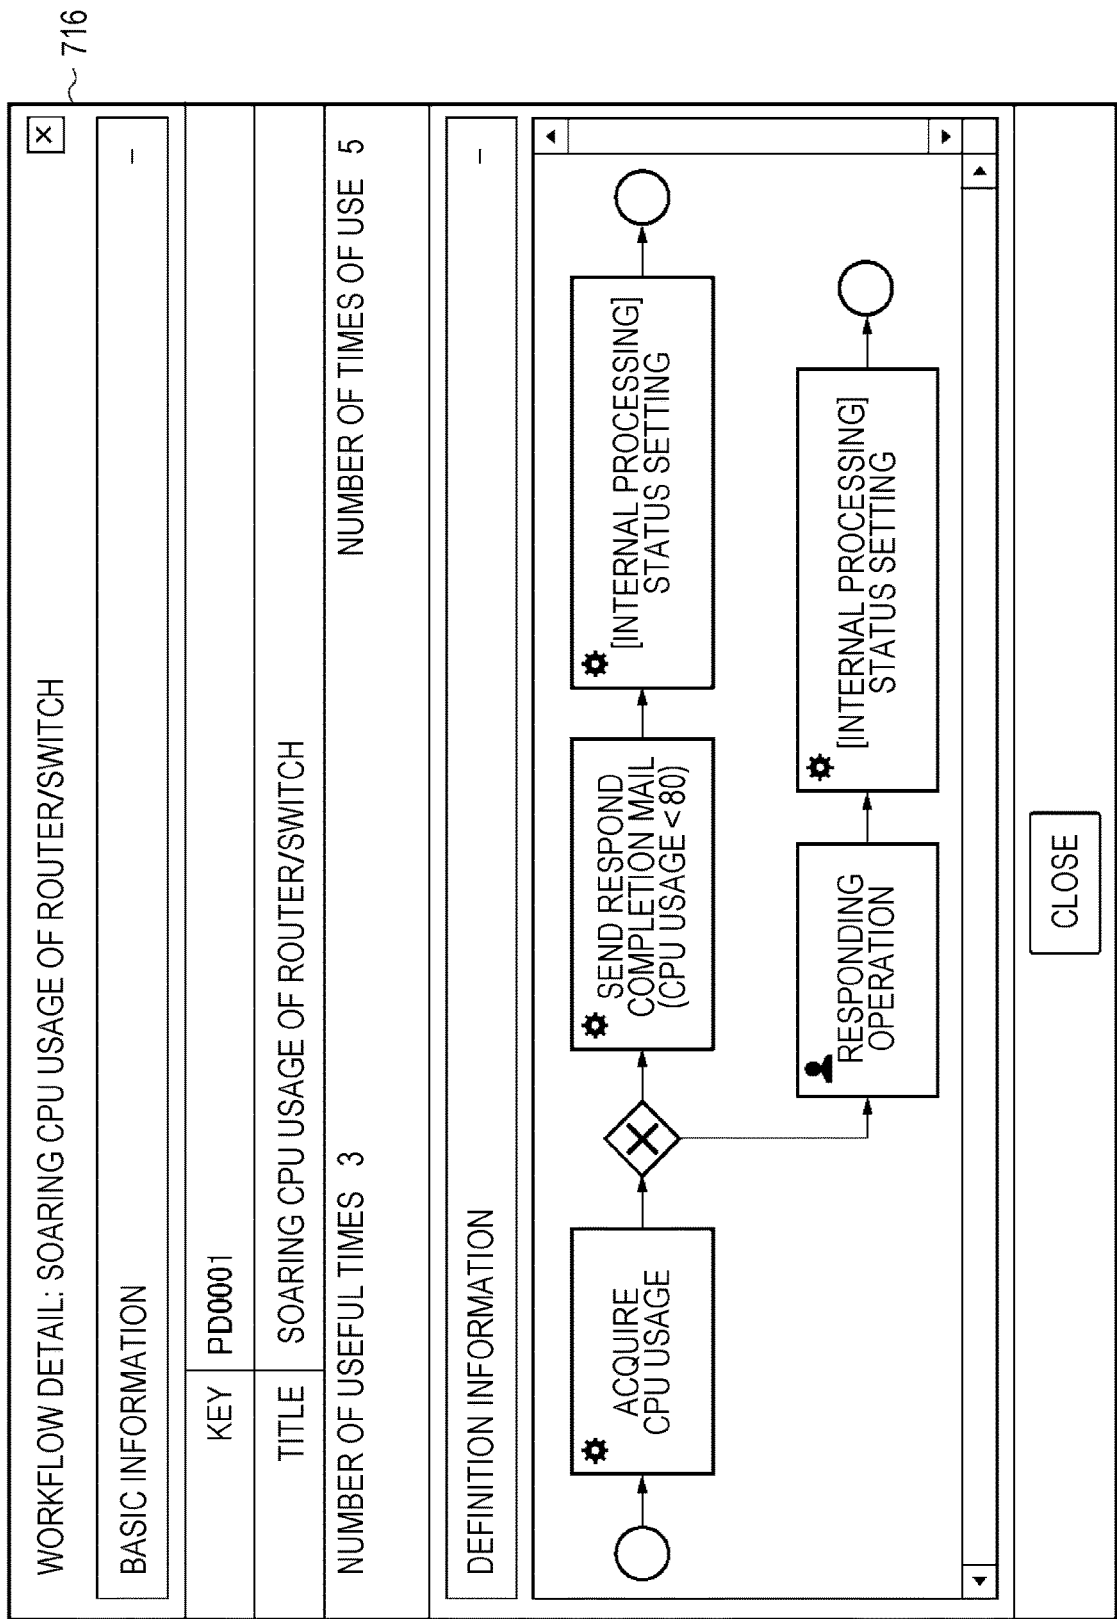 716
WORKFLOW DETAIL: SOARING CPU USAGE OF ROUTER/SWITCH
X
BASIC INFORMATION –
KEY PD0001
TITLE SOARING CPU USAGE OF ROUTER/SWITCH
NUMBER OF USEFUL TIMES 3 NUMBER OF TIMES OF USE 5
DEFINITION INFORMATION –
ACQUIRE
CPU USAGE
SEND RESPOND
COMPLETION MAIL
(CPU USAGE < 80)
[INTERNAL PROCESSING]
STATUS SETTING
RESPONDING
OPERATION
[INTERNAL PROCESSING]
STATUS SETTING
CLOSE